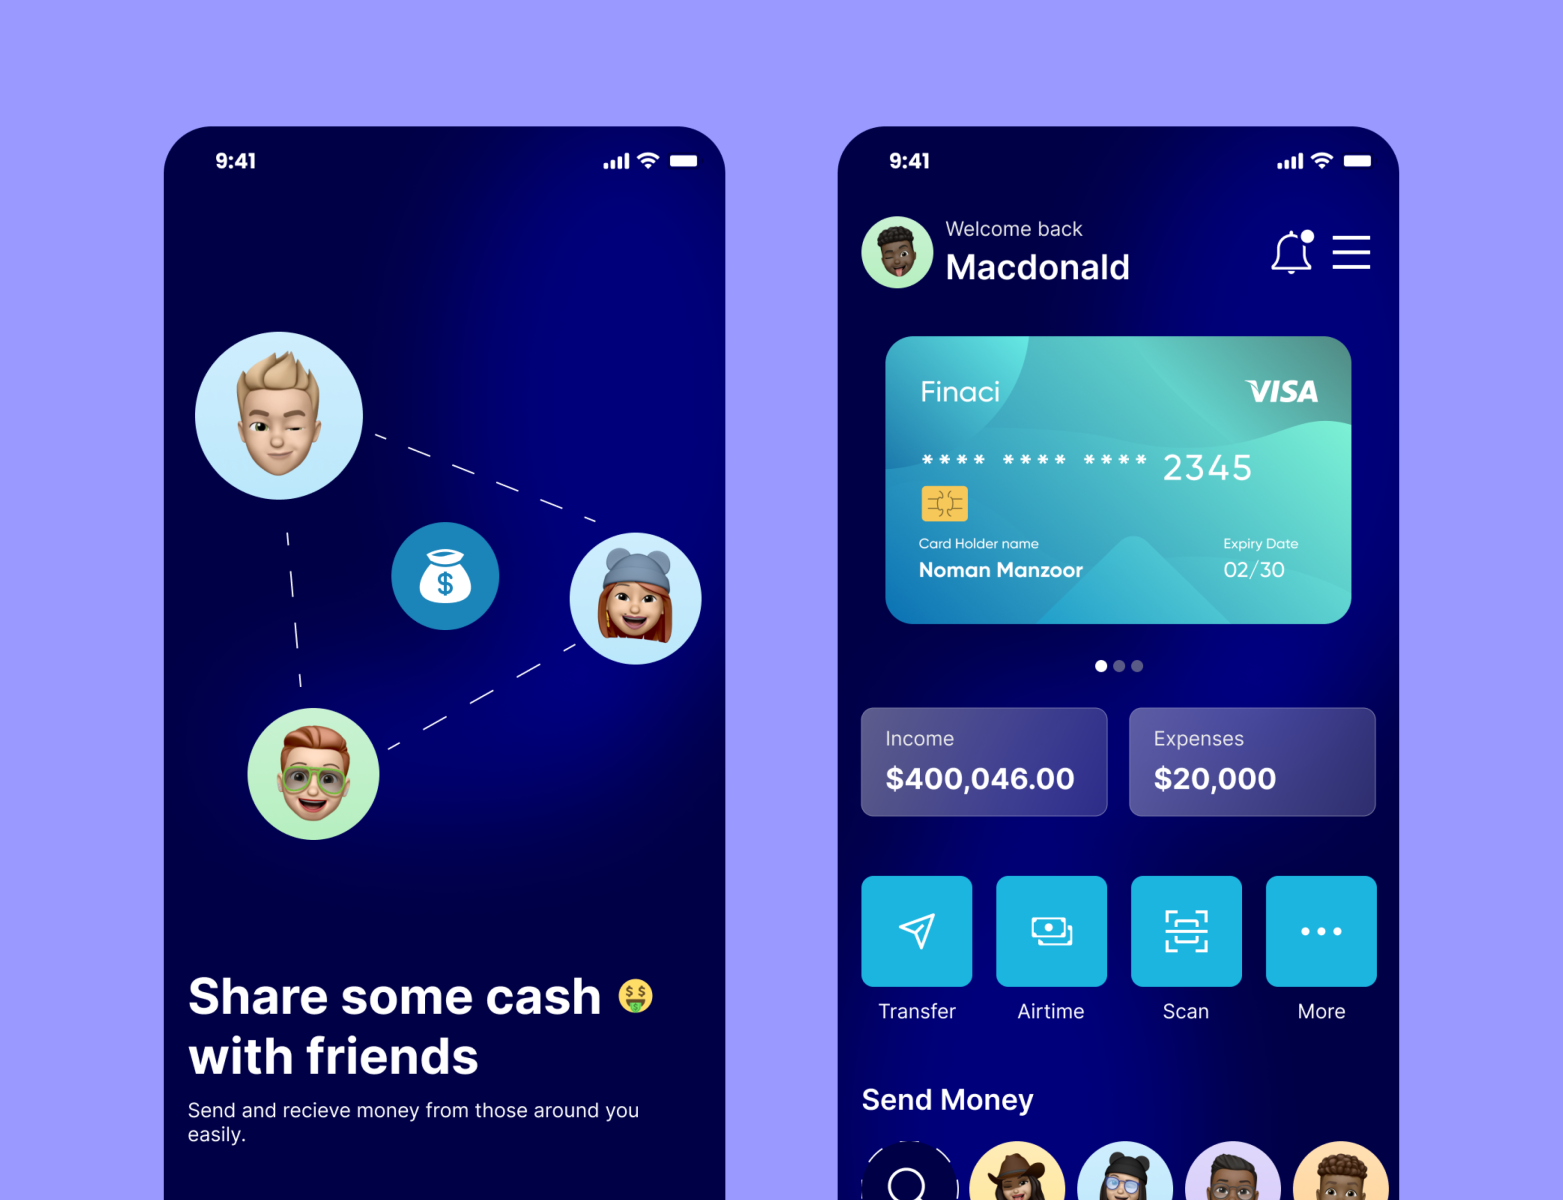 9:41
Share some cash 🤑
with friends
Send and recieve money from those around you
easily.
9:41
Welcome back
Macdonald
Finaci
VISA
**** **** **** 2345
Card Holder name
Expiry Date
Noman Manzoor
02/30
Income
$400,046.00
Expenses
$20,000
Transfer
Airtime
Scan
More
Send Money